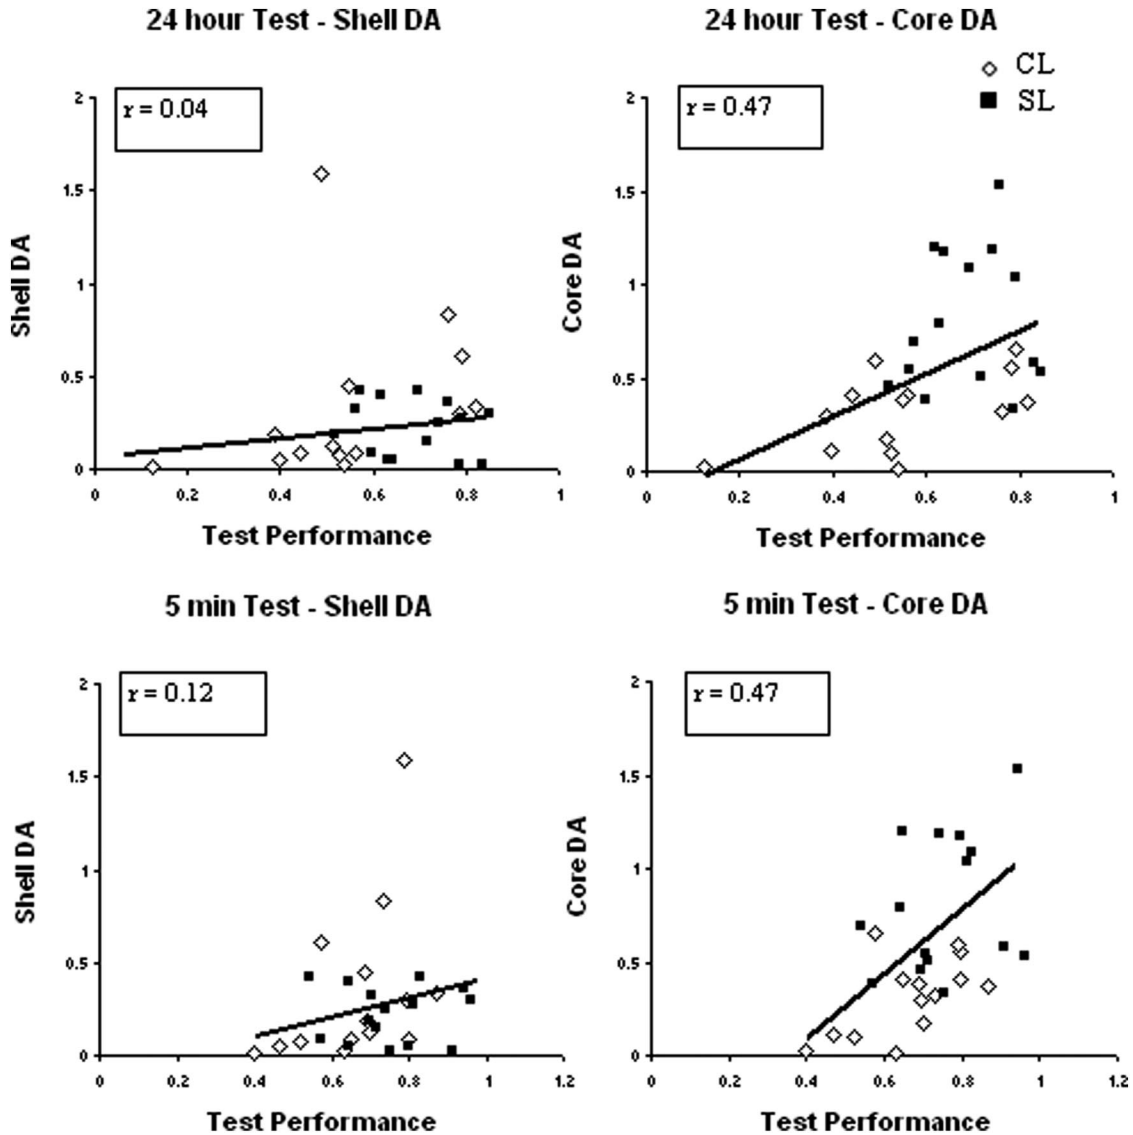 24 hour Test - Shell DA
24 hour Test - Core DA
CL
SL
r = 0.04
r = 0.47
2
1.5
1
0.5
0
Shell DA
0
0.2
0.4
0.6
0.8
1
Test Performance
2
1.5
1
0.5
0
Core DA
0
0.2
0.4
0.6
0.8
1
Test Performance
5 min Test - Shell DA
5 min Test - Core DA
r = 0.12
r = 0.47
2
1.5
1
0.5
0
Shell DA
0
0.2
0.4
0.6
0.8
1
1.2
Test Performance
2
1.5
1
0.5
0
Core DA
0
0.2
0.4
0.6
0.8
1
1.2
Test Performance